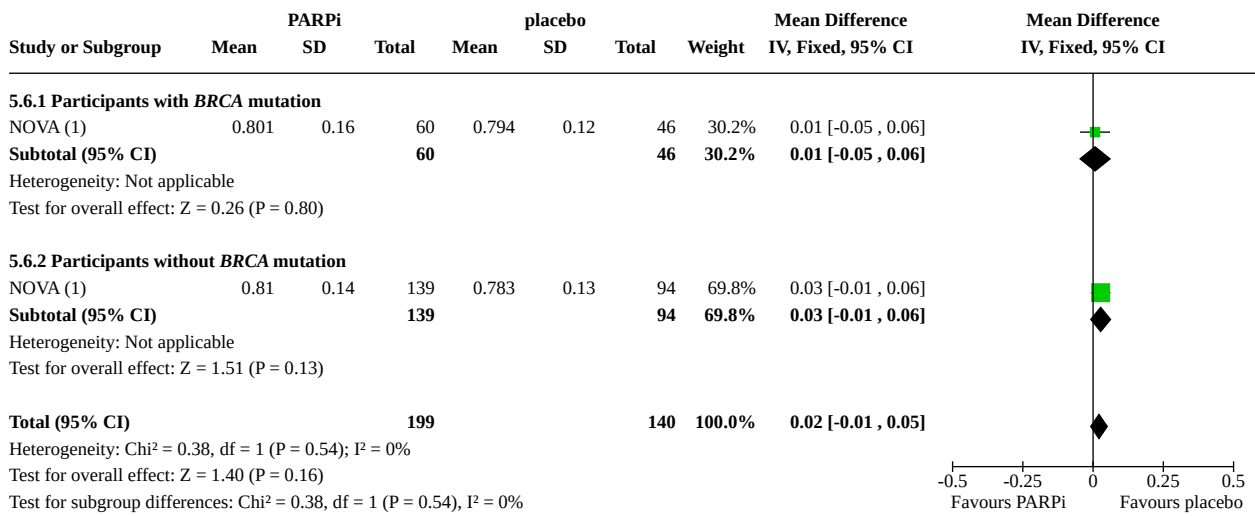 PARPi placebo Mean Difference Mean Difference
Study or Subgroup Mean SD Total Mean SD Total Weight IV, Fixed, 95% CI IV, Fixed, 95% CI
5.6.1 Participants with BRCA mutation
NOVA (1) 0.801 0.16 60 0.794 0.12 46 30.2% 0.01 [-0.05 , 0.06]
Subtotal (95% CI) 60 46 30.2% 0.01 [-0.05 , 0.06]
Heterogeneity: Not applicable
Test for overall effect: Z = 0.26 (P = 0.80)
5.6.2 Participants without BRCA mutation
NOVA (1) 0.81 0.14 139 0.783 0.13 94 69.8% 0.03 [-0.01 , 0.06]
Subtotal (95% CI) 139 94 69.8% 0.03 [-0.01 , 0.06]
Heterogeneity: Not applicable
Test for overall effect: Z = 1.51 (P = 0.13)
Total (95% CI) 199 140 100.0% 0.02 [-0.01 , 0.05]
Heterogeneity: Chi² = 0.38, df = 1 (P = 0.54); I² = 0%
Test for overall effect: Z = 1.40 (P = 0.16)
Test for subgroup differences: Chi² = 0.38, df = 1 (P = 0.54), I² = 0%
-0.5 -0.25 0 0.25 0.5
Favours PARPi Favours placebo